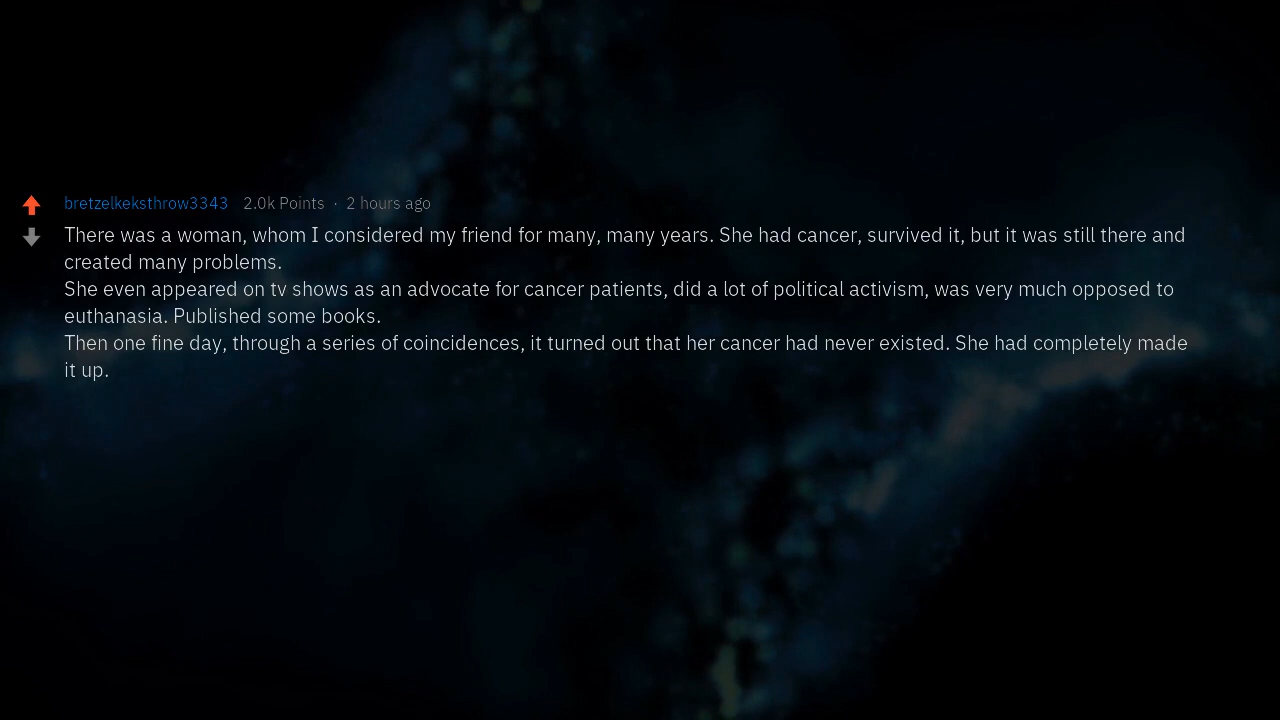 bretzelkeksthrow3343 2.0k Points · 2 hours ago
There was a woman, whom I considered my friend for many, many years. She had cancer, survived it, but it was still there and
created many problems.
She even appeared on tv shows as an advocate for cancer patients, did a lot of political activism, was very much opposed to
euthanasia. Published some books.
Then one fine day, through a series of coincidences, it turned out that her cancer had never existed. She had completely made
it up.